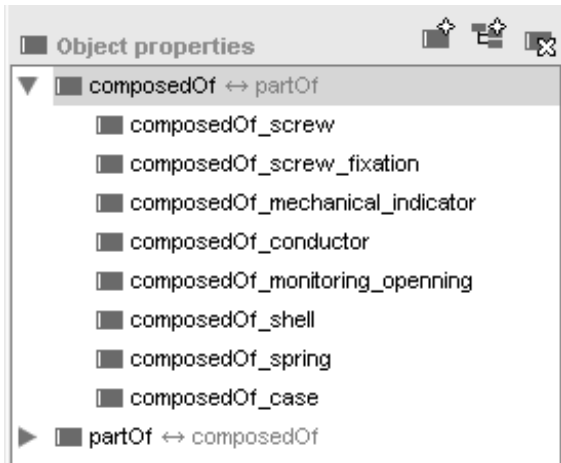 Object properties
composedOf ↔ partOf
composedOf_screw
composedOf_screw_fixation
composedOf_mechanical_indicator
composedOf_conductor
composedOf_monitoring_openning
composedOf_shell
composedOf_spring
composedOf_case
partOf ↔ composedOf